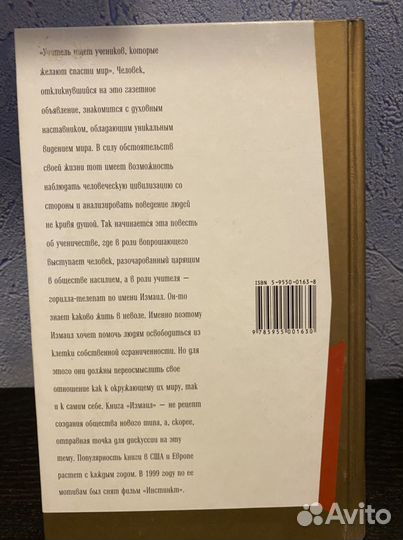 «Учитель ищет учеников, которые
желают спасти мир». Человек,
откликнувшийся на это газетное
объявление, знакомится с духовным
наставником, обладающим уникальным
видением мира. В силу обстоятельств
своей жизни тот имеет возможность
наблюдать человеческую цивилизацию со
стороны и анализировать поведение людей
не кривя душой. Так начинается эта повесть
об ученичестве, где в роли вопрошающего
выступает человек, разочарованный царящим
в обществе насилием, а в роли учителя –
горилла-телепат по имени Измаил. Он-то
знает каково жить в неволе. Именно поэтому
Измаил хочет помочь людям освободиться из
клетки собственной ограниченности. Но для
этого они должны переосмыслить свое
отношение как к окружающему их миру, так
и к самим себе. Книга «Измаил» – не рецепт
создания общества нового типа, а, скорее,
отправная точка для дискуссии на эту
тему. Популярность книги в США и Европе
растет с каждым годом. В 1999 году по ее
мотивам был снят фильм «Инстинкт».
ISBN 5-9550-0163-8
9 785955 001630
Avito